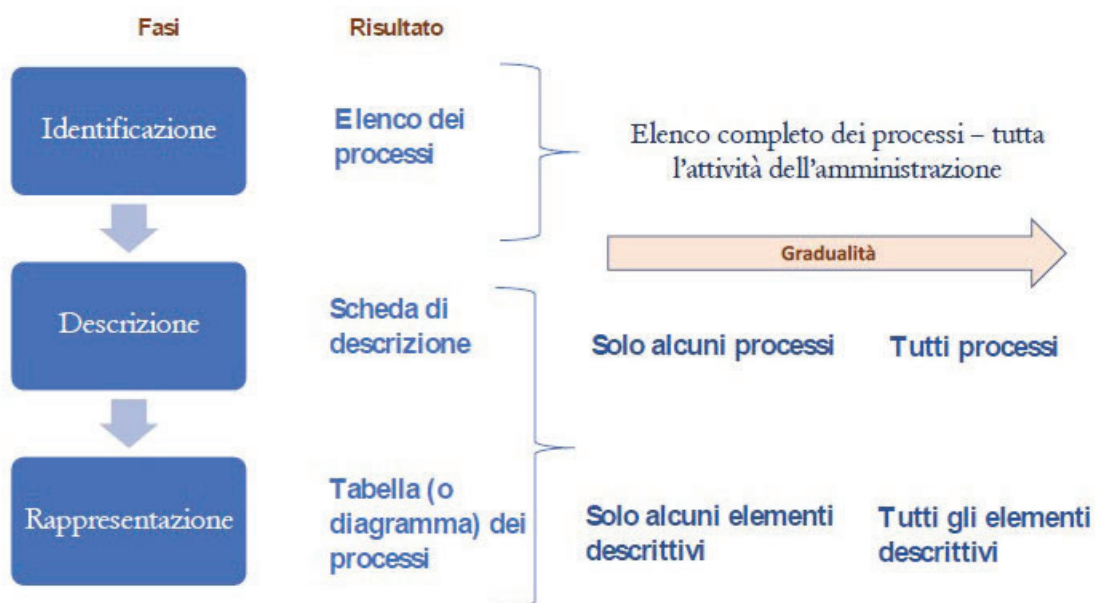 Fasi
Risultato
Identificazione
Elenco dei
processi
Elenco completo dei processi – tutta
l'attività dell'amministrazione
Gradualità
Descrizione
Scheda di
descrizione
Solo alcuni processi
Tutti processi
Rappresentazione
Tabella (o
diagramma) dei
processi
Solo alcuni elementi
descrittivi
Tutti gli elementi
descrittivi